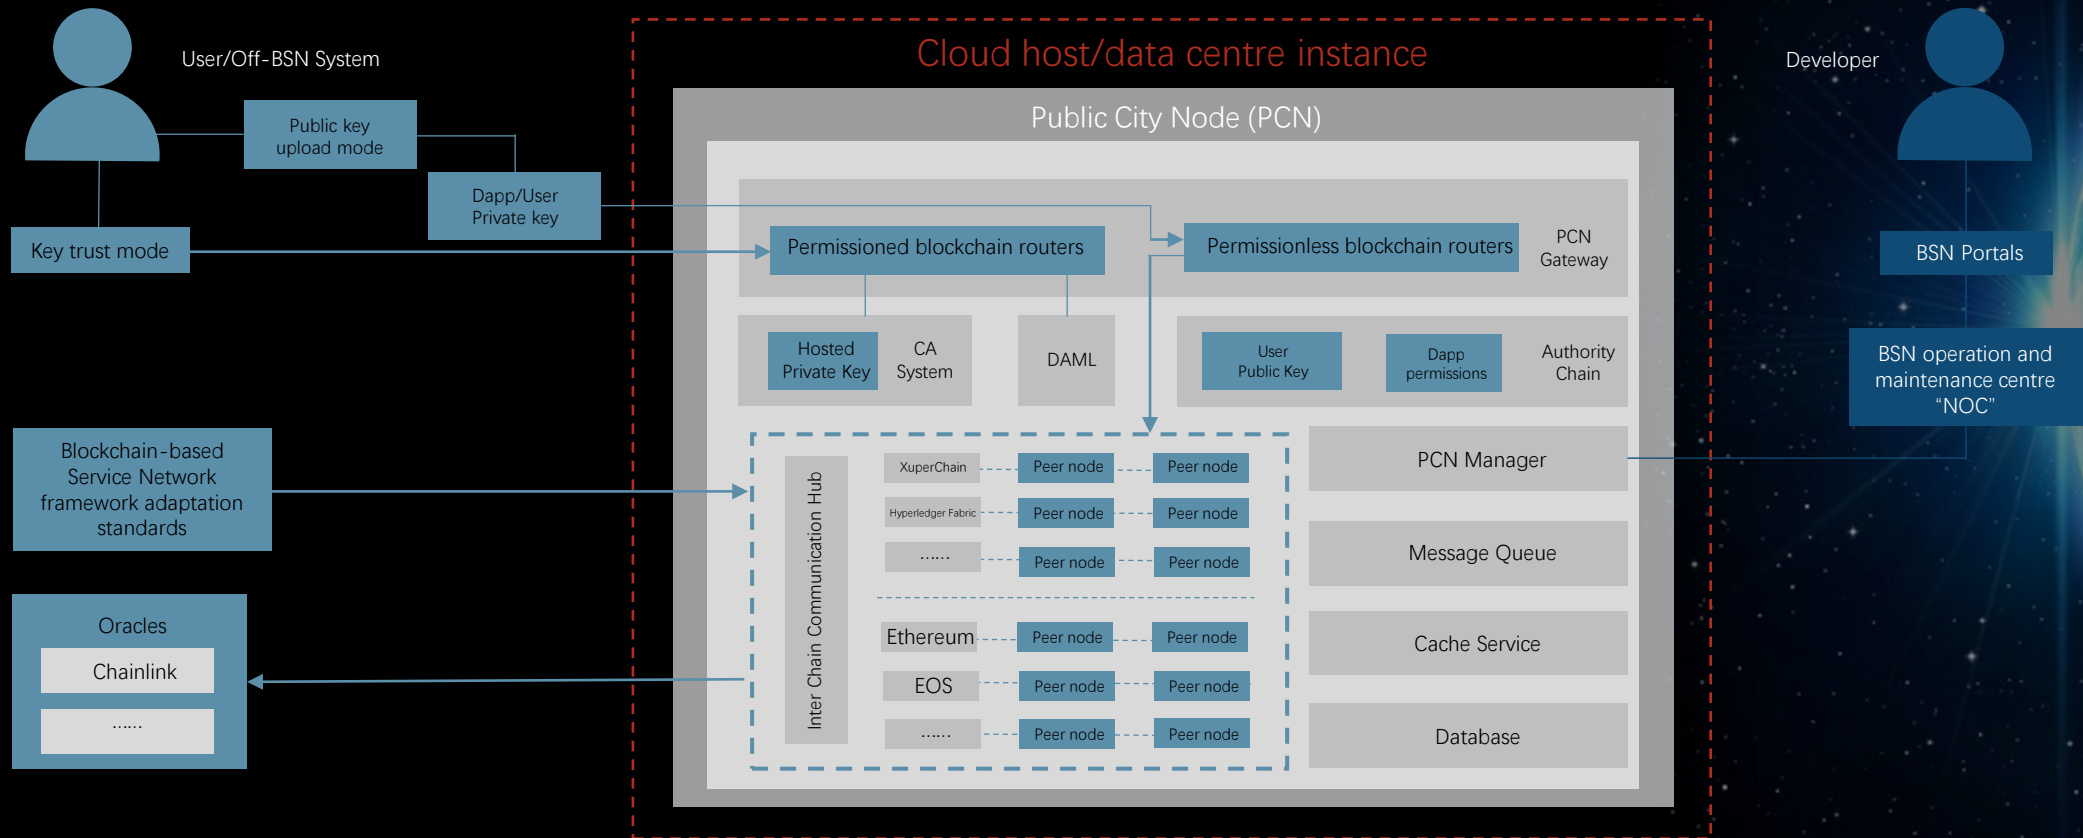 User/Off-BSN System
Public key
upload mode
Dapp/User
Private key
Key trust mode
Blockchain-based
Service Network
framework adaptation
standards
Oracles
Chainlink
......
Cloud host/data centre instance
Public City Node (PCN)
Permissioned blockchain routers
Permissionless blockchain routers
PCN
Gateway
Hosted
Private Key
CA
System
DAML
User
Public Key
Dapp
permissions
Authority
Chain
Inter Chain Communication Hub
XuperChain
Peer node
Peer node
Hyperledger Fabric
Peer node
Peer node
......
Peer node
Peer node
Ethereum
Peer node
Peer node
EOS
Peer node
Peer node
......
Peer node
Peer node
PCN Manager
Message Queue
Cache Service
Database
Developer
BSN Portals
BSN operation and
maintenance centre
“NOC”